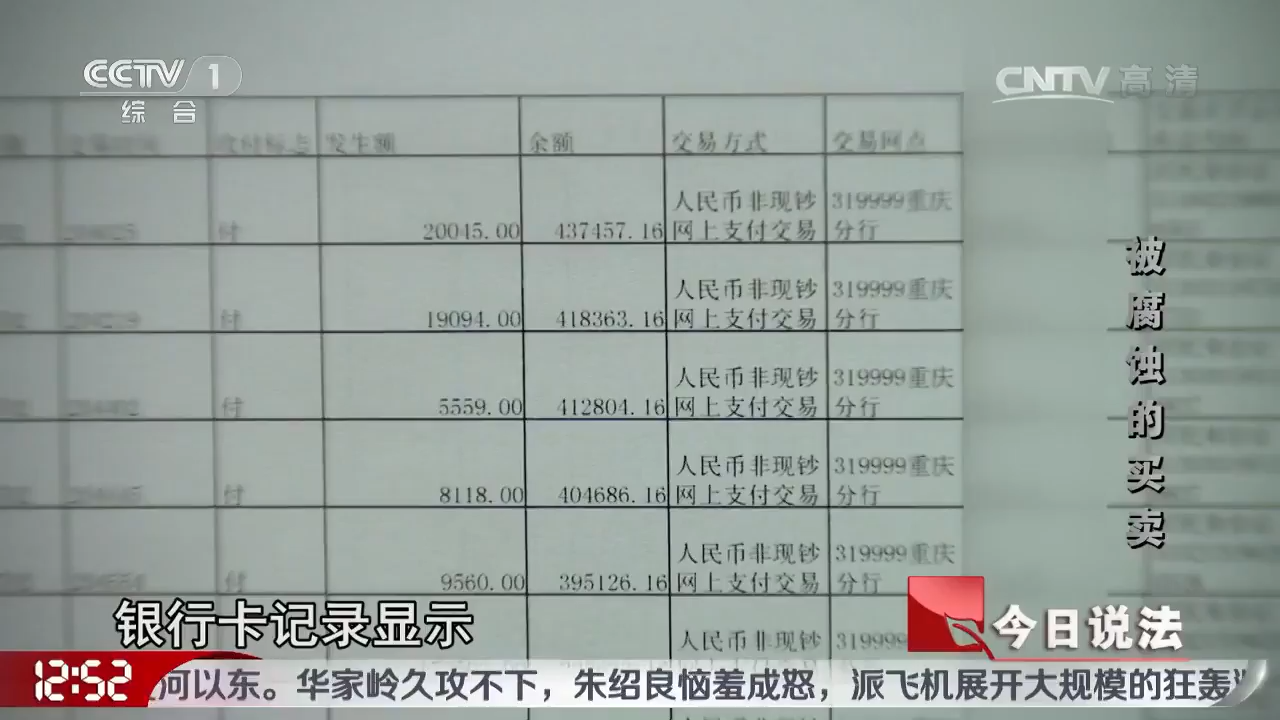 CCTV 1
综合
CNTV 高清
发生额 余额 交易方式 交易网点
人民币非现钞 319999重庆
付 20045.00 437457.16 网上支付交易 分行
人民币非现钞 319999重庆
付 19094.00 418363.16 网上支付交易 分行
人民币非现钞 319999重庆
付 5559.00 412804.16 网上支付交易 分行
人民币非现钞 319999重庆
付 8118.00 404686.16 网上支付交易 分行
人民币非现钞 319999重庆
付 9560.00 395126.16 网上支付交易 分行
人民币非现钞 319999
被腐蚀的买卖
银行卡记录显示
今日说法
12:52 河以东。华家岭久攻不下，朱绍良恼羞成怒，派飞机展开大规模的狂轰